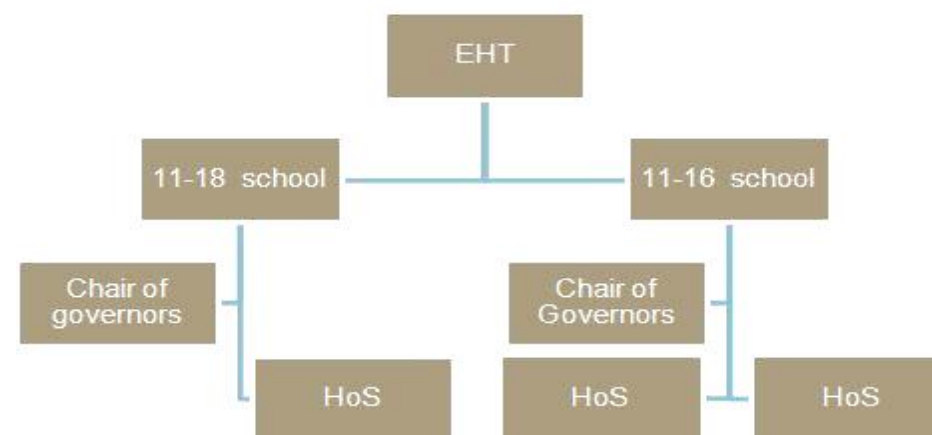 EHT
11-18 school
11-16 school
Chair of
governors
Chair of
Governors
HoS
HoS
HoS